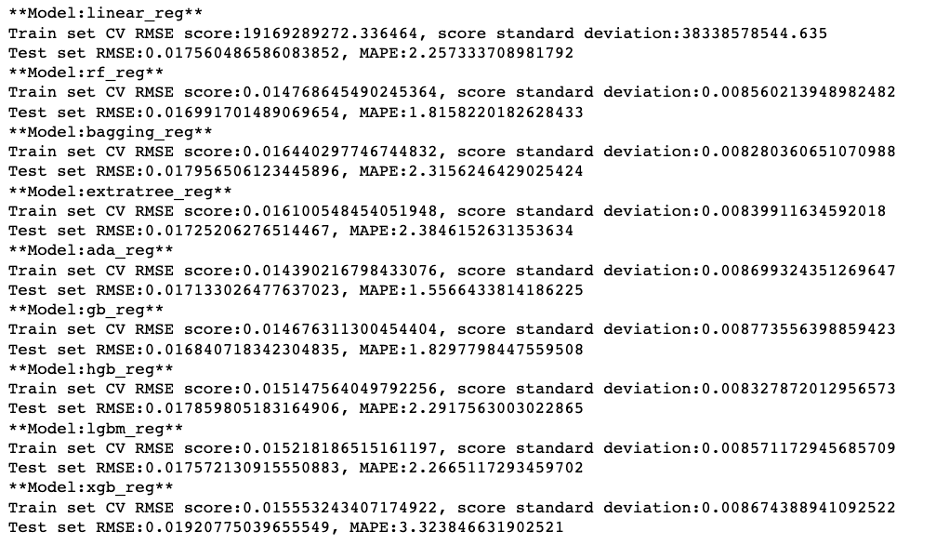 **Model:linear_reg**
Train set CV RMSE score:19169289272.336464, score standard deviation:38338578544.635
Test set RMSE:0.017560486586083852, MAPE:2.257333708981792
**Model:rf_reg**
Train set CV RMSE score:0.014768645490245364, score standard deviation:0.008560213948982482
Test set RMSE:0.016991701489069654, MAPE:1.8158220182628433
**Model:bagging_reg**
Train set CV RMSE score:0.016440297746744832, score standard deviation:0.008280360651070988
Test set RMSE:0.017956506123445896, MAPE:2.3156246429025424
**Model:extratree_reg**
Train set CV RMSE score:0.016100548454051948, score standard deviation:0.00839911634592018
Test set RMSE:0.01725206276514467, MAPE:2.3846152631353634
**Model:ada_reg**
Train set CV RMSE score:0.014390216798433076, score standard deviation:0.008699324351269647
Test set RMSE:0.017133026477637023, MAPE:1.5566433814186225
**Model:gb_reg**
Train set CV RMSE score:0.014676311300454404, score standard deviation:0.008773556398859423
Test set RMSE:0.016840718342304835, MAPE:1.8297798447559508
**Model:hgb_reg**
Train set CV RMSE score:0.015147564049792256, score standard deviation:0.008327872012956573
Test set RMSE:0.017859805183164906, MAPE:2.2917563003022865
**Model:lgbm_reg**
Train set CV RMSE score:0.015218186515161197, score standard deviation:0.008571172945685709
Test set RMSE:0.017572130915550883, MAPE:2.2665117293459702
**Model:xgb_reg**
Train set CV RMSE score:0.015553243407174922, score standard deviation:0.008674388941092522
Test set RMSE:0.01920775039655549, MAPE:3.323846631902521